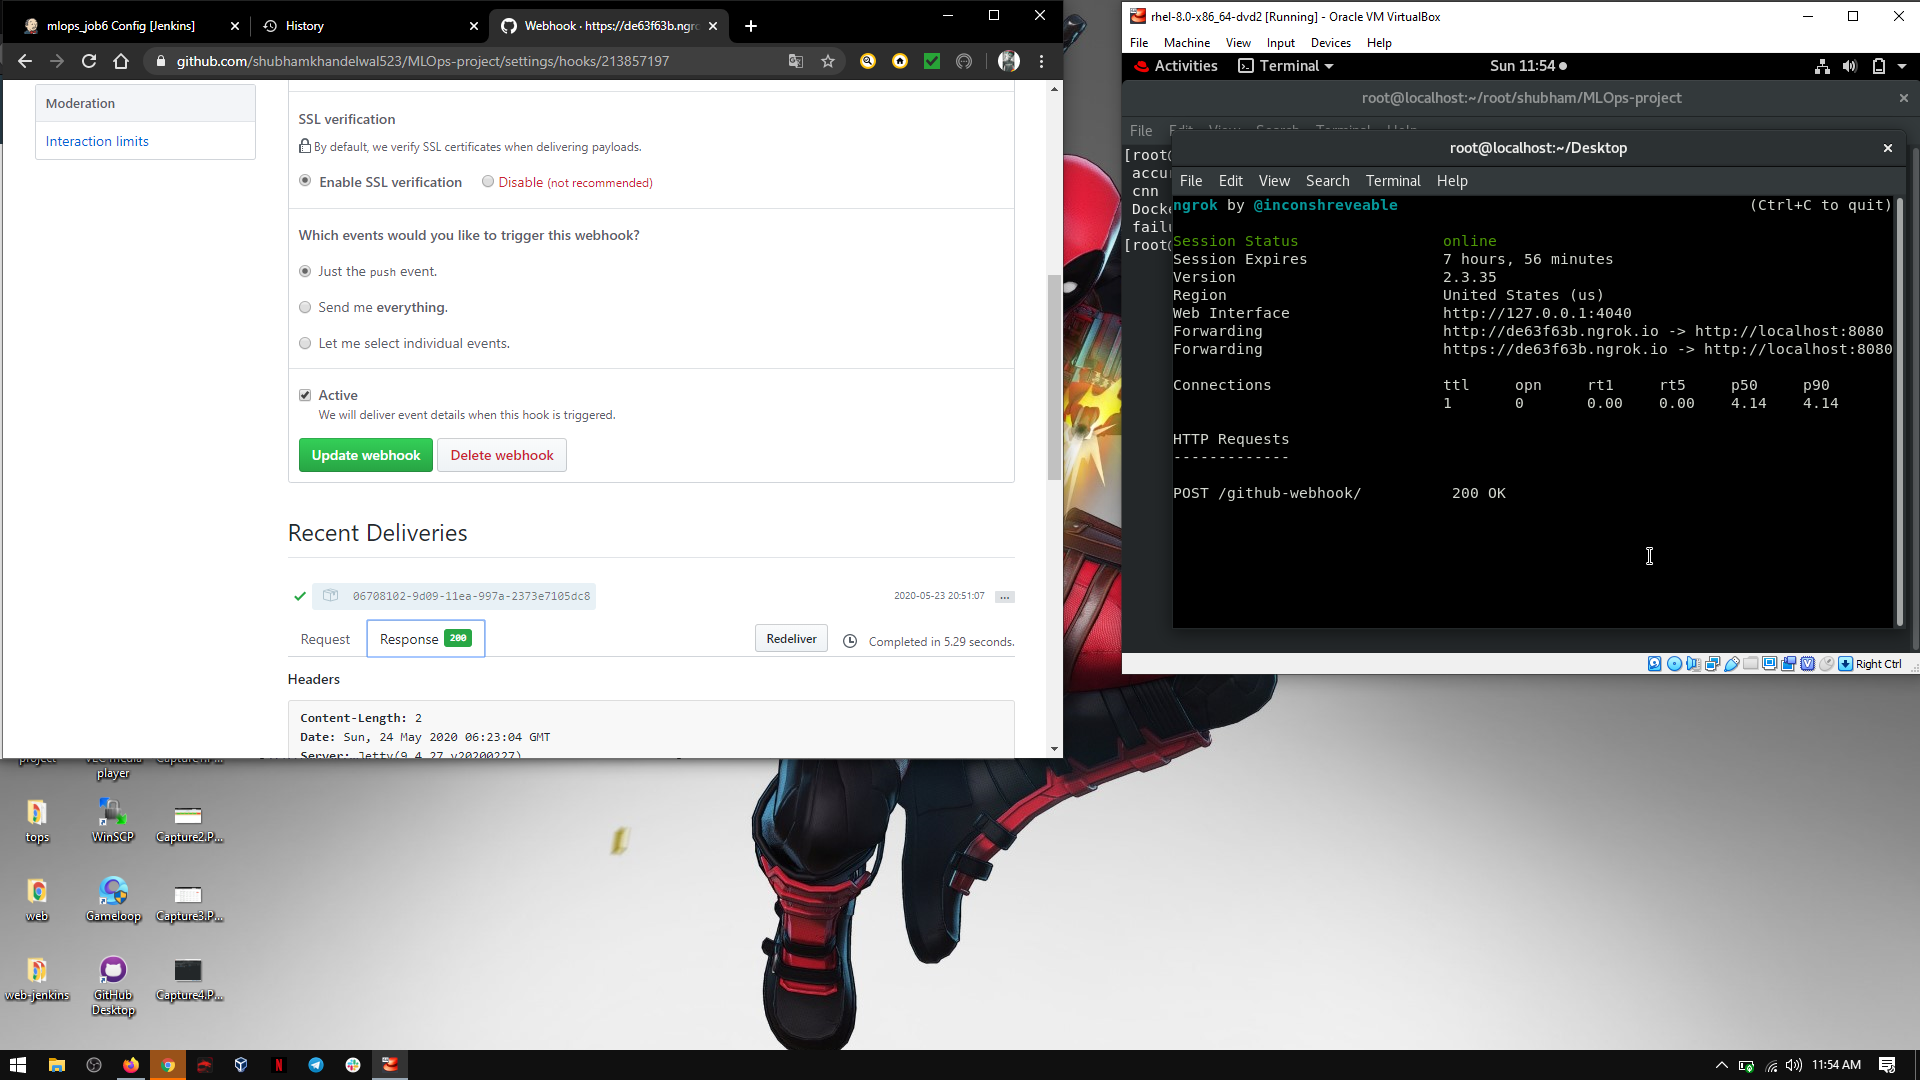 mlops_job6 Config [Jenkins]
History
Webhook · https://de63f63b.ngro
github.com/shubhamkhandelwal523/MLOps-project/settings/hooks/213857197
Moderation
Interaction limits
SSL verification
By default, we verify SSL certificates when delivering payloads.
Enable SSL verification
Disable (not recommended)
Which events would you like to trigger this webhook?
Just the push event.
Send me everything.
Let me select individual events.
Active
We will deliver event details when this hook is triggered.
Update webhook
Delete webhook
Recent Deliveries
06708102-9d09-11ea-997a-2373e7105dc8
2020-05-23 20:51:07
...
Request
Response 200
Redeliver
Completed in 5.29 seconds.
Headers
Content-Length: 2
Date: Sun, 24 May 2020 06:23:04 GMT
Server: Jetty(9.4.27.v20200227)
rhel-8.0-x86_64-dvd2 [Running] - Oracle VM VirtualBox
File Machine View Input Devices Help
Activities
Terminal
Sun 11:54
root@localhost:~/root/shubham/MLOps-project
File Edit View Search Terminal Help
[root@
accu
cnn
Docke
failu
[root@
root@localhost:~/Desktop
File Edit View Search Terminal Help
ngrok by @inconshreveable (Ctrl+C to quit)
Session Status online
Session Expires 7 hours, 56 minutes
Version 2.3.35
Region United States (us)
Web Interface http://127.0.0.1:4040
Forwarding http://de63f63b.ngrok.io -> http://localhost:8080
Forwarding https://de63f63b.ngrok.io -> http://localhost:8080
Connections ttl opn rt1 rt5 p50 p90
1 0 0.00 0.00 4.14 4.14
HTTP Requests
-------------
POST /github-webhook/ 200 OK
Right Ctrl
project
VLC media player
tops
WinSCP
Capture2.P...
web
Gameloop
Capture3.P...
web-jenkins
GitHub Desktop
Capture4.P...
11:54 AM